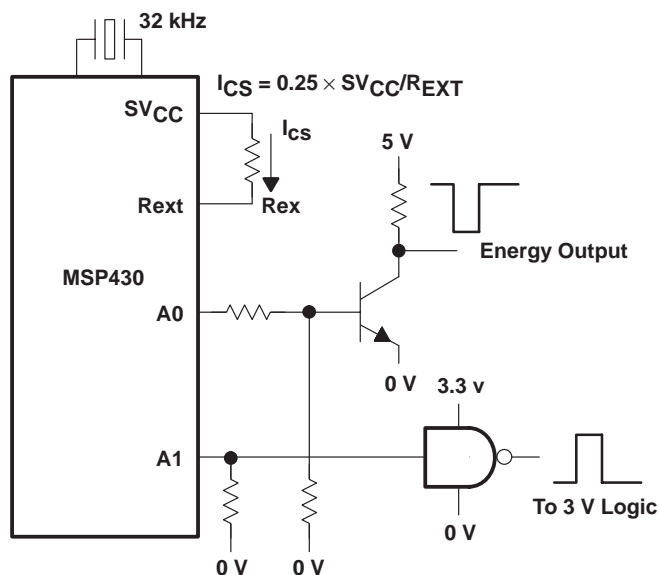 32 kHz
ICS = 0.25 × SVCC/REXT
SVCC
Ics
5 V
Rext
Rex
Energy Output
MSP430
A0
0 V
3.3 v
A1
To 3 V Logic
0 V
0 V
0 V